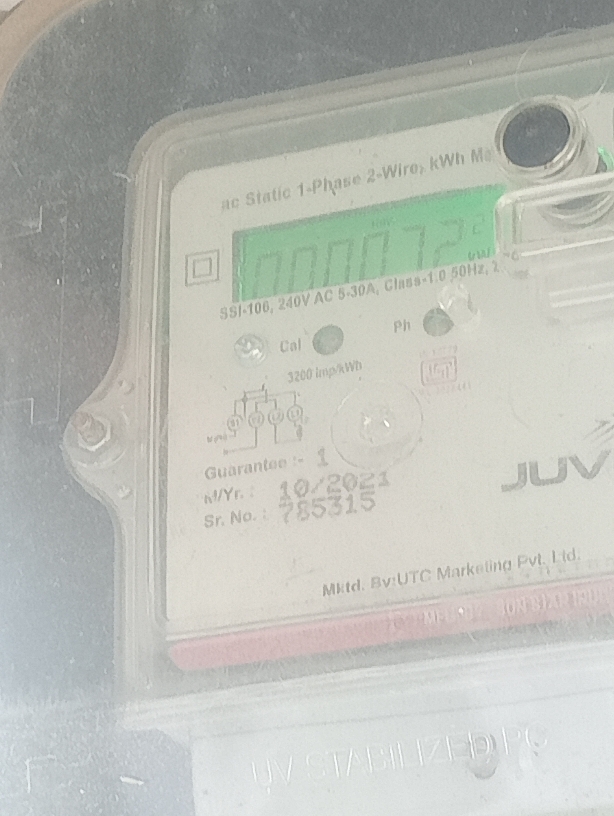 ac Static 1-Phase 2-Wire, kWh Me
000072
kW
SSI-106, 240V AC 5-30A, Class-1.0 50Hz,
Cal
Ph
3200 imp/kWh
Guarantee :- 1
M/Yr. : 10/2021
Sr. No. : 785315
JUV
Mktd. By:UTC Marketing Pvt. Ltd.
UV STABILIZED PC